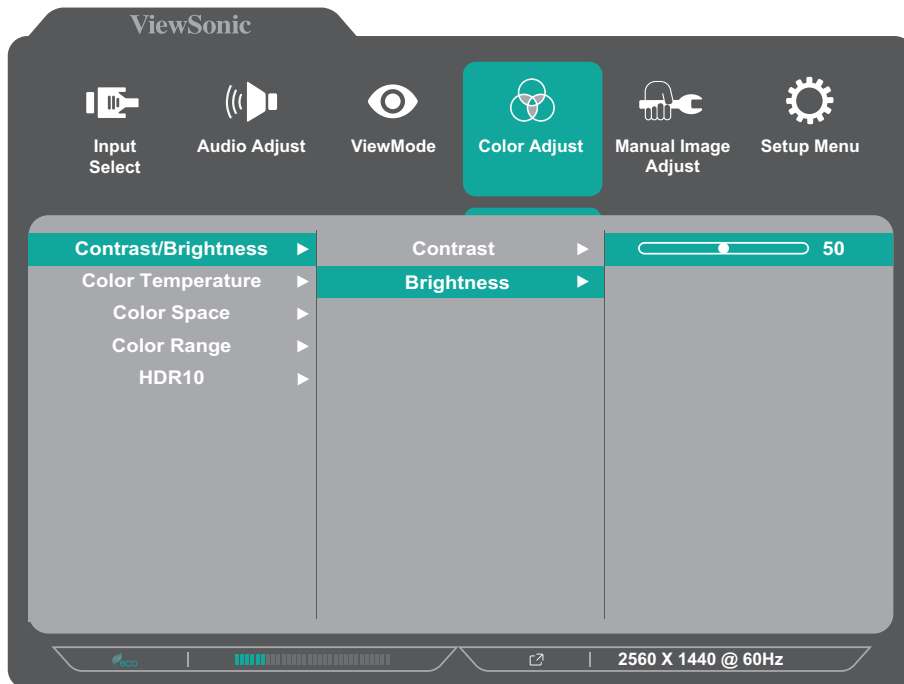 ViewSonic
Input
Select
Audio Adjust
ViewMode
Color Adjust
Manual Image
Adjust
Setup Menu
Contrast/Brightness
Contrast
50
Color Temperature
Brightness
Color Space
Color Range
HDR10
eco
2560 X 1440 @ 60Hz